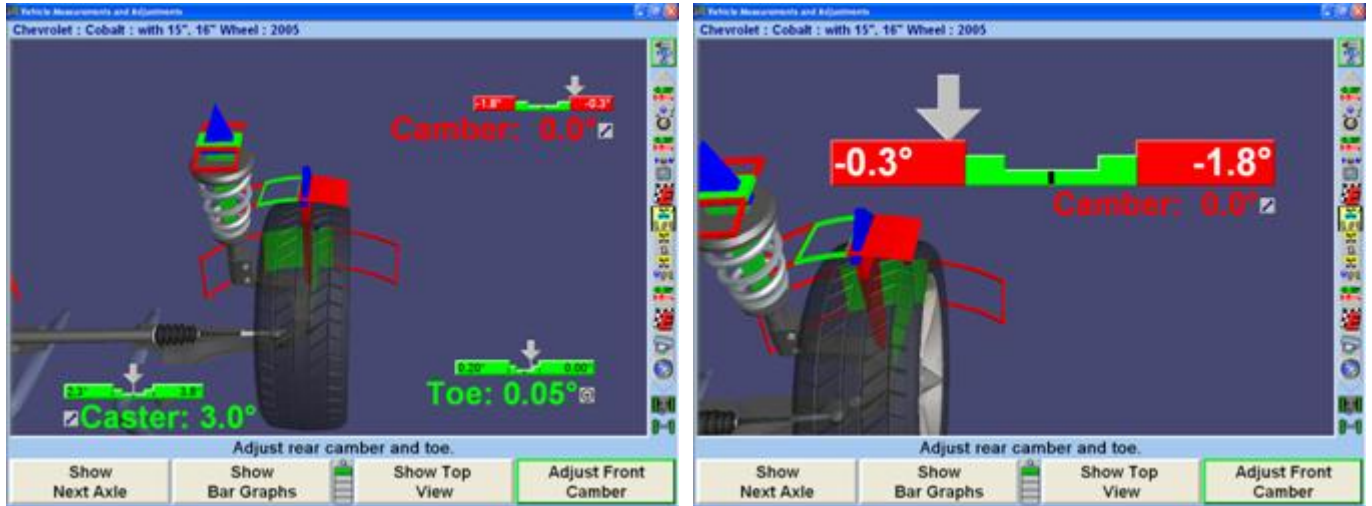 Vehicle Measurements and Adjustments
Chevrolet : Cobalt : with 15", 16" Wheel : 2005
-1.8°
-0.3°
Camber: 0.0°
0.20°
0.00°
Toe: 0.05°
2.3°
3.8°
Caster: 3.0°
Adjust rear camber and toe.
Show
Next Axle
Show
Bar Graphs
Show Top
View
Adjust Front
Camber
Vehicle Measurements and Adjustments
Chevrolet : Cobalt : with 15", 16" Wheel : 2005
-0.3°
-1.8°
Camber: 0.0°
Adjust rear camber and toe.
Show
Next Axle
Show
Bar Graphs
Show Top
View
Adjust Front
Camber